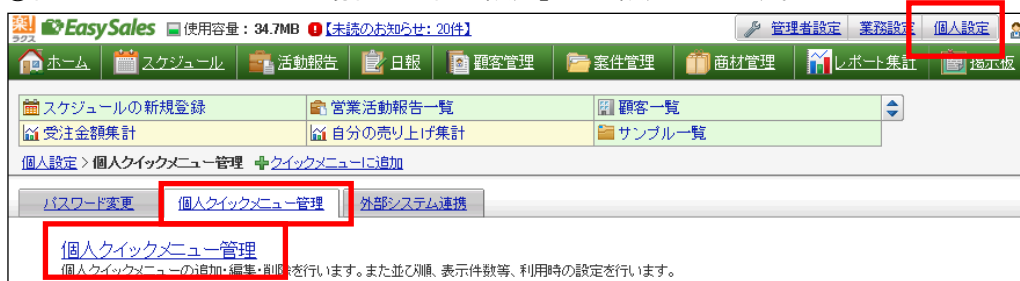 楽!ラクス EasySales 使用容量：34.7MB 【未読のお知らせ：20件】 管理者設定 業務設定 個人設定
ホーム スケジュール 活動報告 日報 顧客管理 案件管理 商材管理 レポート集計 掲示板
スケジュールの新規登録 営業活動報告一覧 顧客一覧
受注金額集計 自分の売り上げ集計 サンプル一覧
個人設定 > 個人クイックメニュー管理 クイックメニューに追加
パスワード変更 個人クイックメニュー管理 外部システム連携
個人クイックメニュー管理
個人クイックメニューの追加・編集・削除を行います。また並び順、表示件数等、利用時の設定を行います。